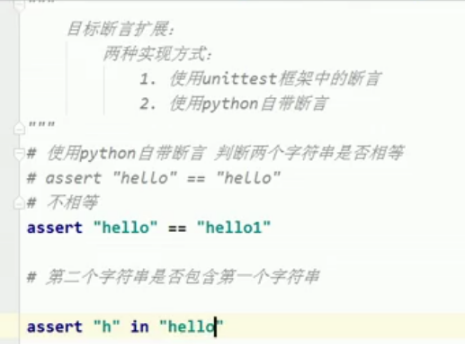 """
目标断言扩展：
两种实现方式：
1. 使用unittest框架中的断言
2. 使用python自带断言
"""
# 使用python自带断言 判断两个字符串是否相等
# assert "hello" == "hello"
# 不相等
assert "hello" == "hello1"
# 第二个字符串是否包含第一个字符串
assert "h" in "hello"